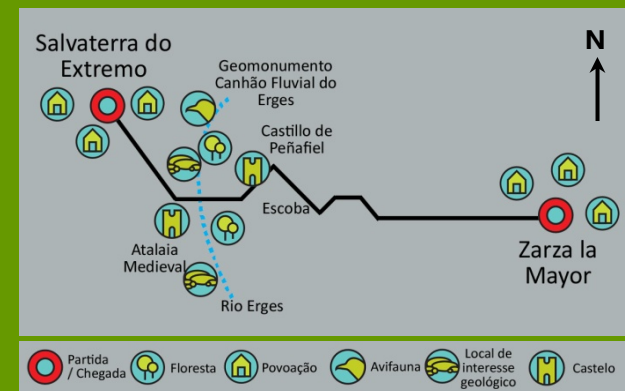 Salvaterra do
Extremo
Geomonumento
Canhão Fluvial do
Erges
N
Castillo de
Peñafiel
Escoba
Atalaia
Medieval
Rio Erges
Zarza la
Mayor
Partida
/ Chegada
Floresta
Povoação
Avifauna
Local de
interesse
geológico
Castelo